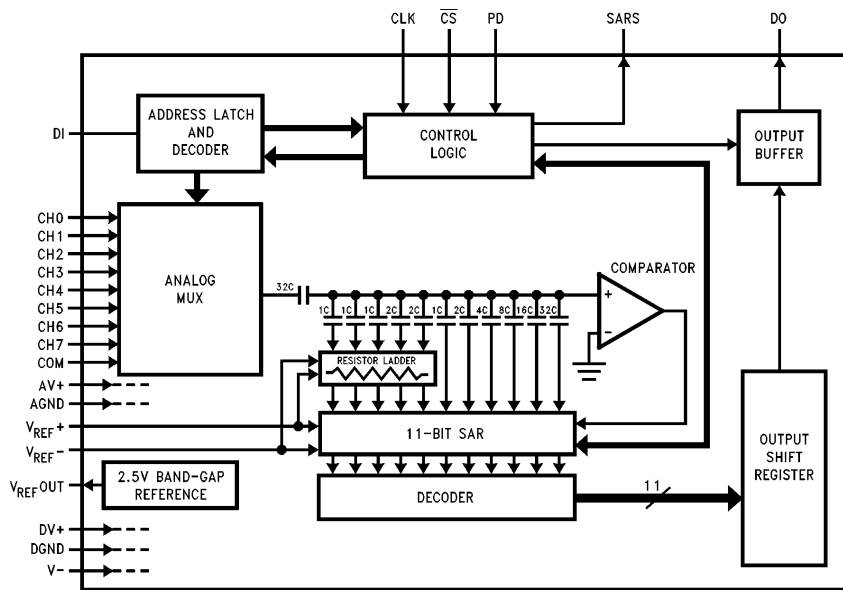 CLK C̅S̅ PD SARS DO
DI
ADDRESS LATCH
AND
DECODER
CONTROL
LOGIC
OUTPUT
BUFFER
CH0
CH1
CH2
CH3
CH4
CH5
CH6
CH7
COM
AV+
AGND
VREF+
VREF-
VREFOUT
DV+
DGND
V-
ANALOG
MUX
32C
1C 1C 1C 2C 2C 1C 2C 4C 8C 16C 32C
COMPARATOR
+
-
RESISTOR LADDER
11-BIT SAR
DECODER
11
2.5V BAND-GAP
REFERENCE
OUTPUT
SHIFT
REGISTER